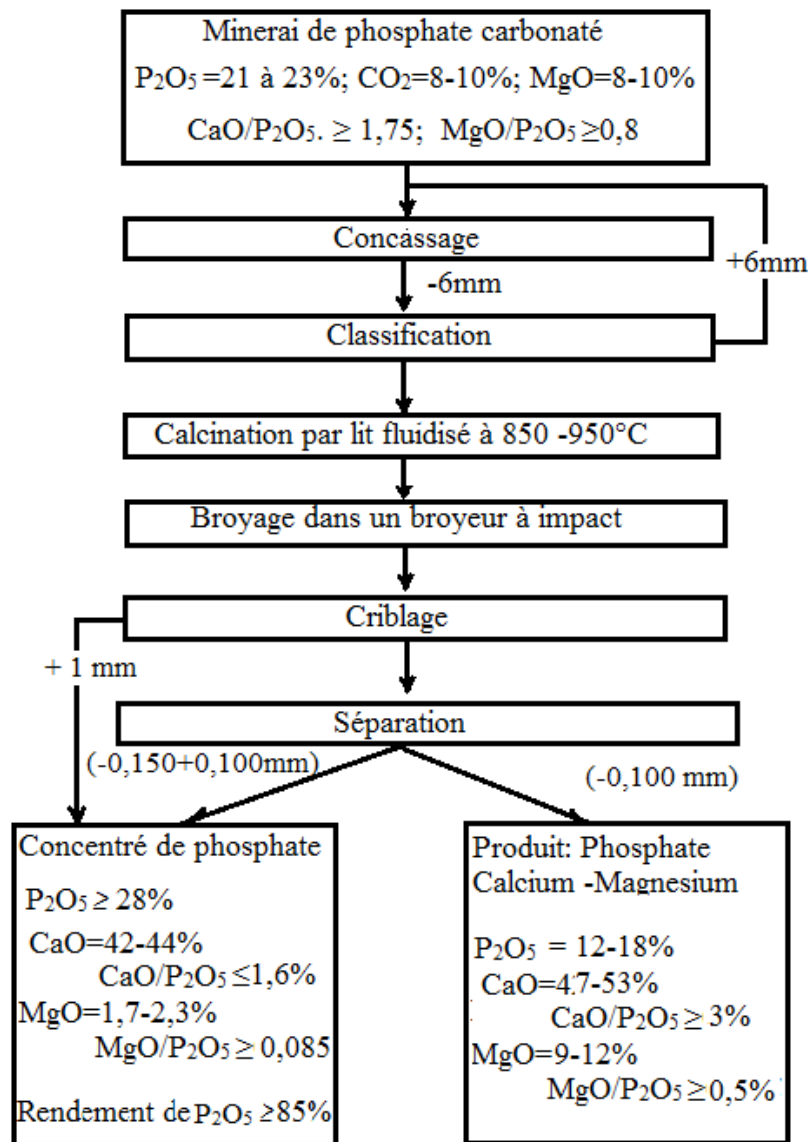 Minerai de phosphate carbonaté
P₂O₅ =21 à 23%; CO₂=8-10%; MgO=8-10%
CaO/P₂O₅. ≥ 1,75; MgO/P₂O₅ ≥0,8
Concassage
+6mm
-6mm
Classification
Calcination par lit fluidisé à 850 -950°C
Broyage dans un broyeur à impact
Criblage
+ 1 mm
Séparation
(-0,150+0,100mm)
(-0,100 mm)
Concentré de phosphate
P₂O₅ ≥ 28%
CaO=42-44%
CaO/P₂O₅ ≤1,6%
MgO=1,7-2,3%
MgO/P₂O₅ ≥ 0,085
Rendement de P₂O₅ ≥85%
Produit: Phosphate
Calcium -Magnesium
P₂O₅ = 12-18%
CaO=47-53%
CaO/P₂O₅ ≥ 3%
MgO=9-12%
MgO/P₂O₅ ≥0,5%